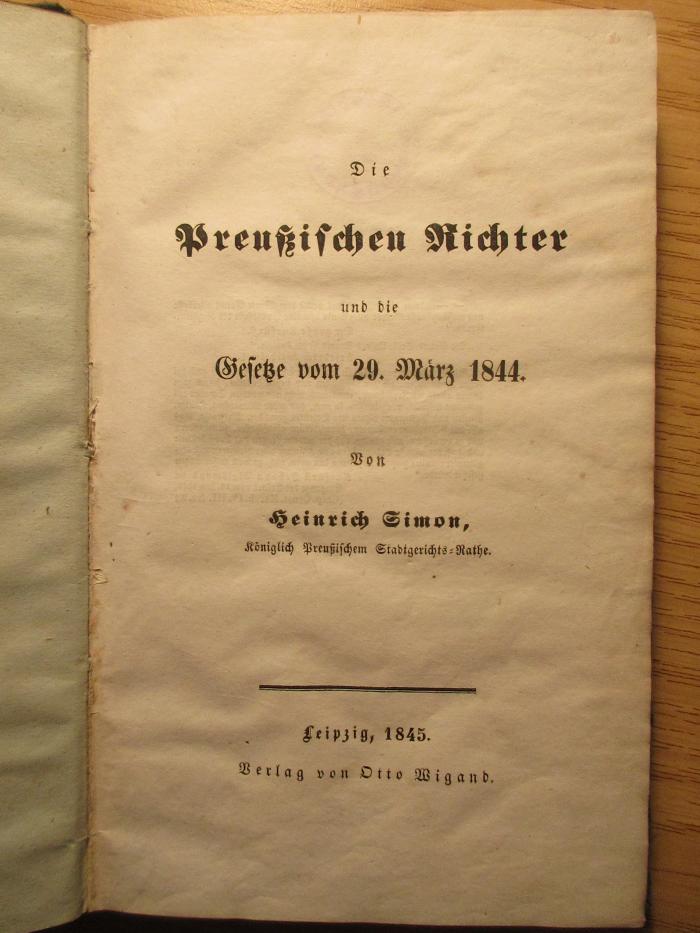 Die
Preußischen Richter
und die
Gesetze vom 29. März 1844.
Von
Heinrich Simon,
Königlich Preußischem Stadtgerichts-Rathe.
Leipzig, 1845.
Verlag von Otto Wigand.